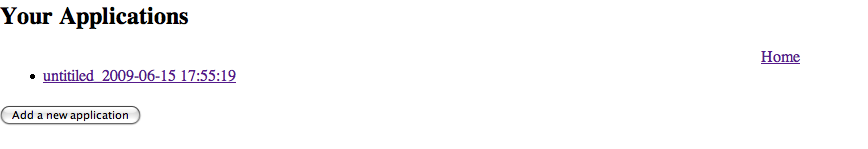 Your Applications
Home
untitiled_2009-06-15 17:55:19
Add a new application